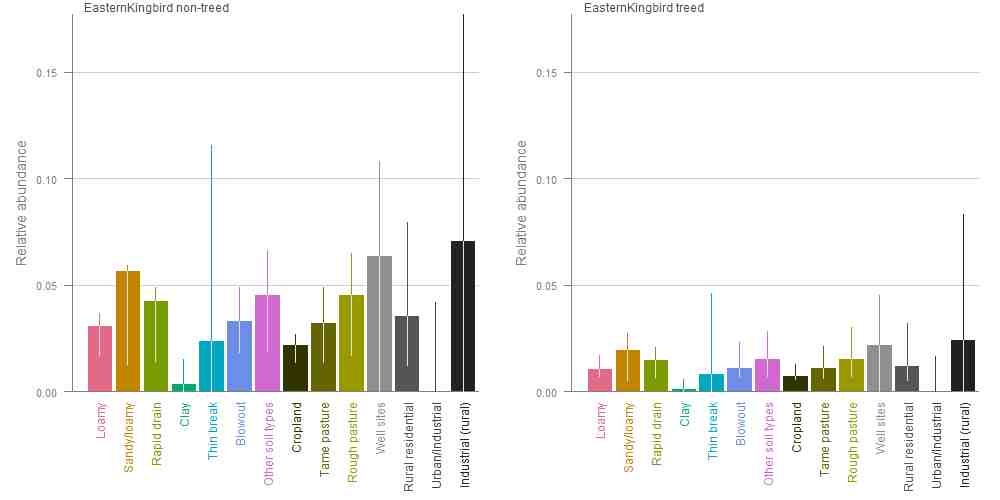 EasternKingbird non-treed
Relative abundance
0.15
0.10
0.05
0.00
Loamy
Sandy/loamy
Rapid drain
Clay
Thin break
Blowout
Other soil types
Cropland
Tame pasture
Rough pasture
Well sites
Rural residential
Urban/Industrial
Industrial (rural)
EasternKingbird treed
Relative abundance
0.15
0.10
0.05
0.00
Loamy
Sandy/loamy
Rapid drain
Clay
Thin break
Blowout
Other soil types
Cropland
Tame pasture
Rough pasture
Well sites
Rural residential
Urban/Industrial
Industrial (rural)